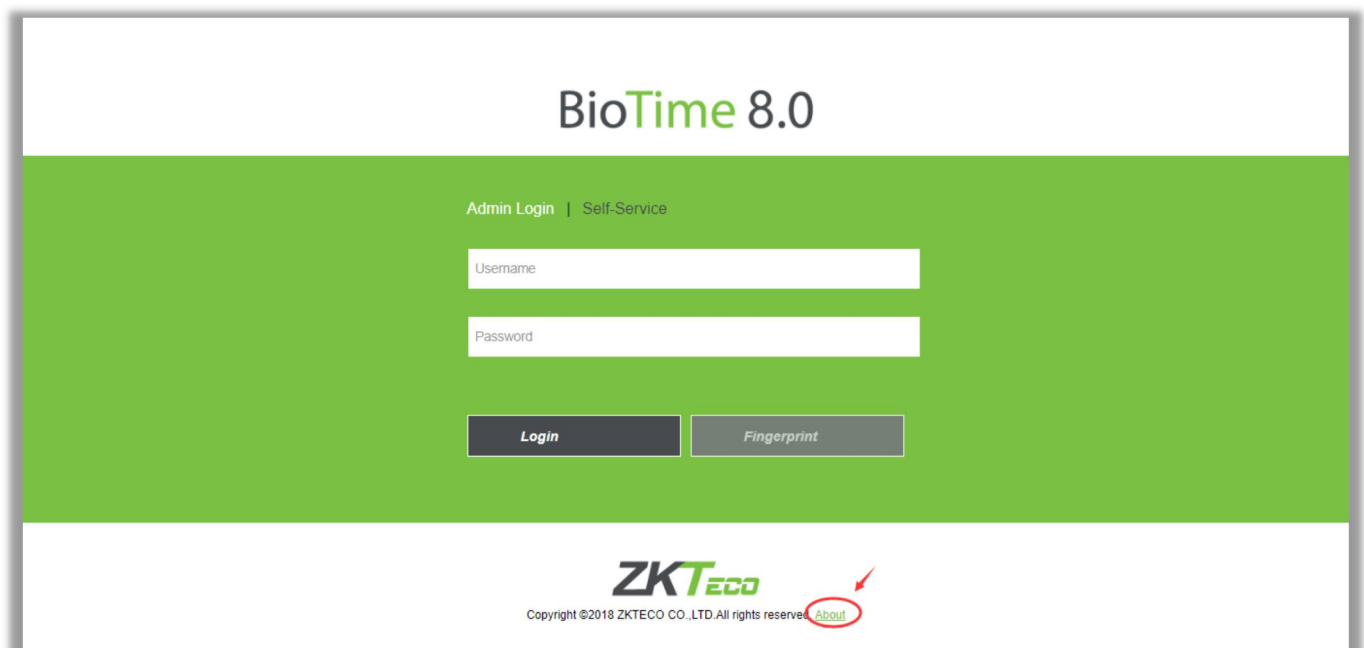 BioTime 8.0
Admin Login | Self-Service
Username
Password
Login Fingerprint
ZKTECO
Copyright ©2018 ZKTECO CO.,LTD.All rights reserved. About